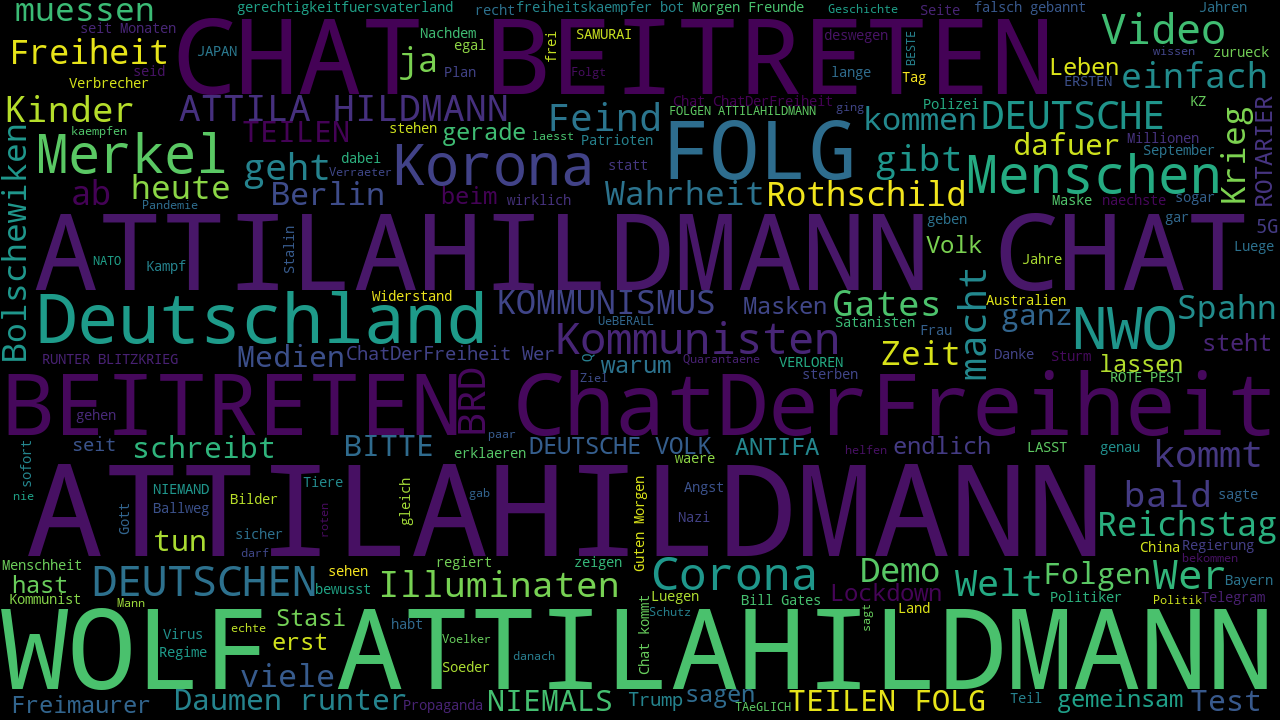 muessen
gerechtigkeitfuersvaterland
recht
freiheitskaempfer bot
Morgen Freunde
Geschichte
Seite
falsch gebannt
Jahren
seit Monaten
CHAT BEITRETEN
Nachdem
egal
frei
SAMURAI
deswegen
BESTE
Video
Freiheit
JAPAN
ja
wissen
zurueck
seid
Plan
Folgt
lange
Tag
Leben
ERSTEN
einfach
Verbrecher
Kinder
ATTILA HILDMANN
Chat ChatDerFreiheit
FOLGEN ATTILAHILDMANN
ging
Polizei
DEUTSCHE
KZ
ROTARIER
kaempfen
TEILEN
stehen
gerade
laesst
Feind
Patrioten
FOLG
kommen
dafuer
Millionen
September
Krieg
Bolschewiken
Merkel
geht
dabei
Verraeter
Korona
statt
gibt
Menschen
ab
heute
Berlin
beim
wirklich
Wahrheit
Rothschild
Maske
naechste
sogar
Pandemie
ATTILAHILDMANN CHAT
geben
gar
5G
NATO
Kampf
Stalin
Volk
Jahre
Luege
Deutschland
Widerstand
KOMMUNISMUS
Masken
Gates
macht
Australien
ganz
NWO
Spahn
UeBERALL
Satanisten
Frau
RUNTER BLITZKRIEG
Medien
ChatDerFreiheit Wer
Kommunisten
Q
warum
Quarantaene
VERLOREN
Zeit
Danke
Sturm
lassen
steht
Ziel
sterben
ROTE PEST
BEITRETEN
BRD
ChatDerFreiheit
gehen
seit
schreibt
BITTE
paar
erklaeren
DEUTSCHE VOLK
ANTIFA
helfen
endlich
LASST
genau
kommt
sofort
nie
waere
ATTILAHILDMANN
NIEMAND
Ballweg
Gott
Bilder
Tiere
gleich
gab
Guten Morgen
Angst
Nazi
bald
sagte
roten
Reichstag
tun
sicher
darf
China
Regierung
bekommen
Menschheit
hast
Kommunist
Mann
DEUTSCHEN
sehen
bewusst
regiert
Illuminaten
zeigen
Corona
Luegen
Schutz
Bill Gates
Demo
Lockdown
Welt
Politiker
Folgen
Wer
Politik
Bayern
Telegram
WOLF ATTILAHILDMANN
Virus
Regime
echte
Stasi
erst
habt
Voelker
Soeder
danach
Chat kommt
sagt
Land
viele
Freimaurer
Daumen runter
Propaganda
NIEMALS
Trump
sagen
TAeGLICH
TEILEN FOLG
Teil
gemeinsam
Test